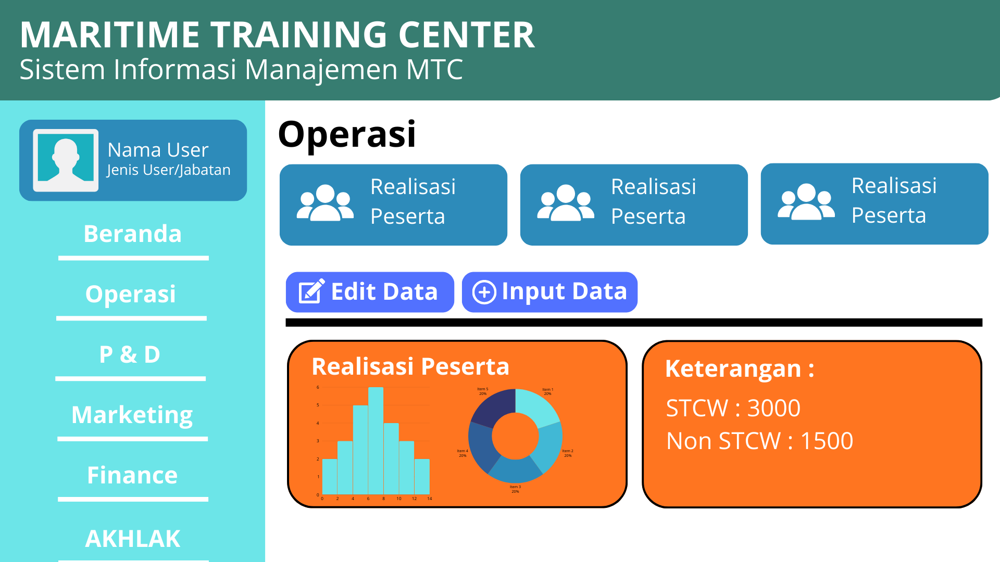 MARITIME TRAINING CENTER
Sistem Informasi Manajemen MTC
Nama User
Jenis User/Jabatan
Beranda
Operasi
P & D
Marketing
Finance
AKHLAK
Operasi
Realisasi
Peserta
Realisasi
Peserta
Realisasi
Peserta
Edit Data
Input Data
Realisasi Peserta
6
5
4
3
2
1
0
0 2 4 6 8 10 12 14
Item 5
20%
Item 1
20%
Item 4
20%
Item 2
20%
Item 3
20%
Keterangan :
STCW : 3000
Non STCW : 1500